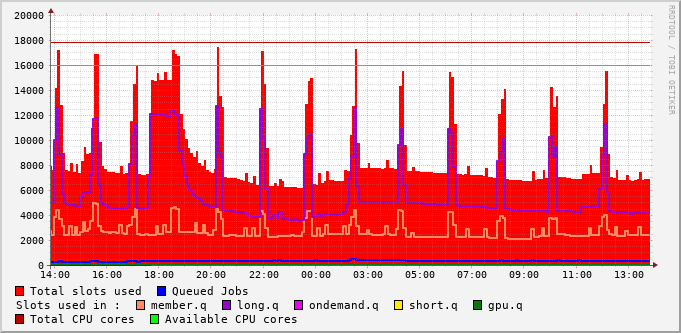 20000
18000
16000
14000
12000
10000
8000
6000
4000
2000
0
14:00 16:00 18:00 20:00 22:00 00:00 03:00 05:00 07:00 09:00 11:00 13:00
RRDTOOL / TOBI OETIKER
Total slots used Queued Jobs
Slots used in : member.q long.q ondemand.q short.q gpu.q
Total CPU cores Available CPU cores